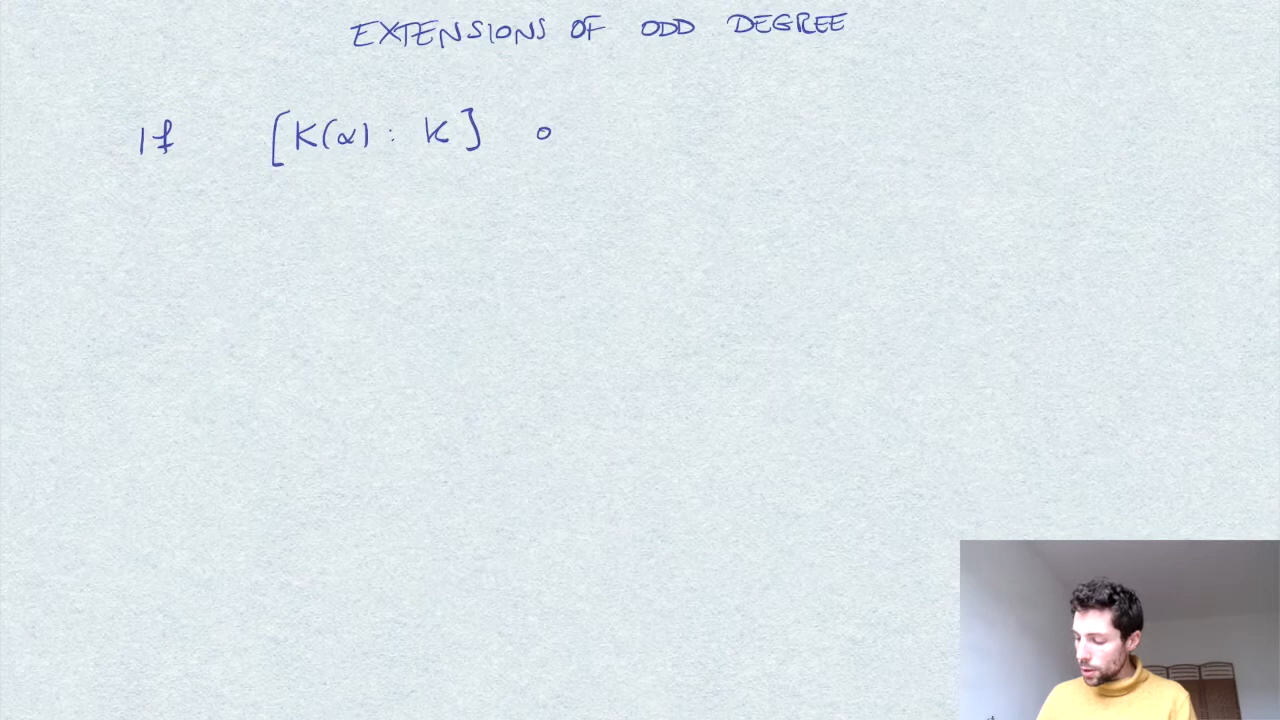 EXTENSIONS OF ODD DEGREE
If [K(α) : K] o